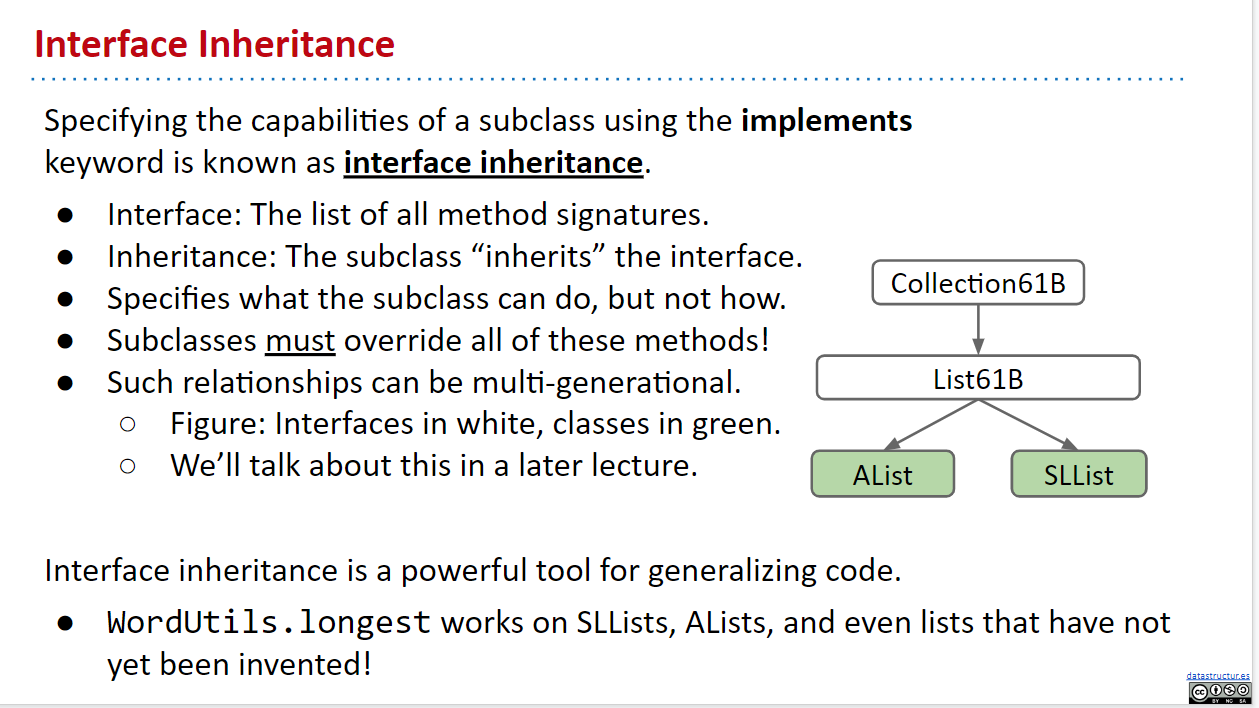 Interface Inheritance
Specifying the capabilities of a subclass using the implements
keyword is known as interface inheritance.
● Interface: The list of all method signatures.
● Inheritance: The subclass “inherits” the interface.
● Specifies what the subclass can do, but not how.
● Subclasses must override all of these methods!
● Such relationships can be multi-generational.
○ Figure: Interfaces in white, classes in green.
○ We’ll talk about this in a later lecture.
Collection61B
List61B
AList
SLList
Interface inheritance is a powerful tool for generalizing code.
● WordUtils.longest works on SLLists, ALists, and even lists that have not
yet been invented!
datastructur.es
CC BY NC SA